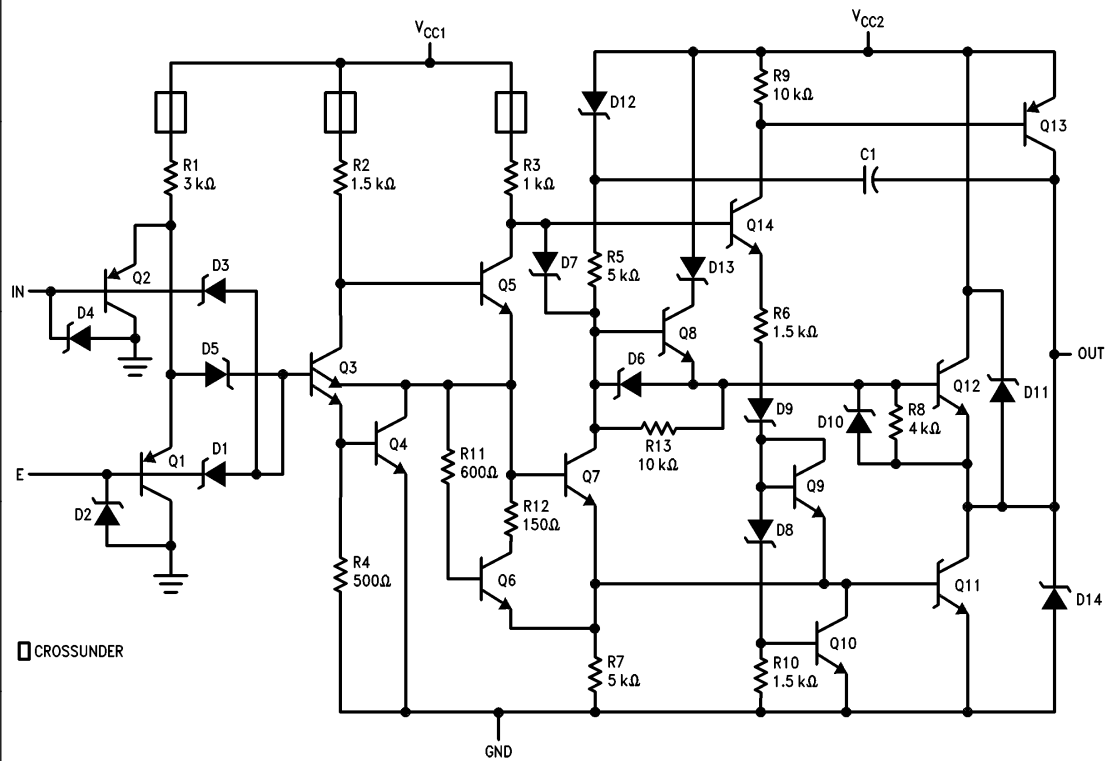 VCC1
VCC2
R1
3 kΩ
R2
1.5 kΩ
R3
1 kΩ
D12
R9
10 kΩ
Q13
C1
Q2
D3
IN
D4
D5
Q3
Q5
D7
R5
5 kΩ
D13
Q14
Q8
R6
1.5 kΩ
OUT
D6
Q12
D11
D9
D10
R8
4 kΩ
R13
10 kΩ
Q1
D1
E
D2
Q4
R11
600Ω
Q7
Q9
R12
150Ω
D8
R4
500Ω
Q6
Q11
D14
CROSSUNDER
R7
5 kΩ
R10
1.5 kΩ
Q10
GND